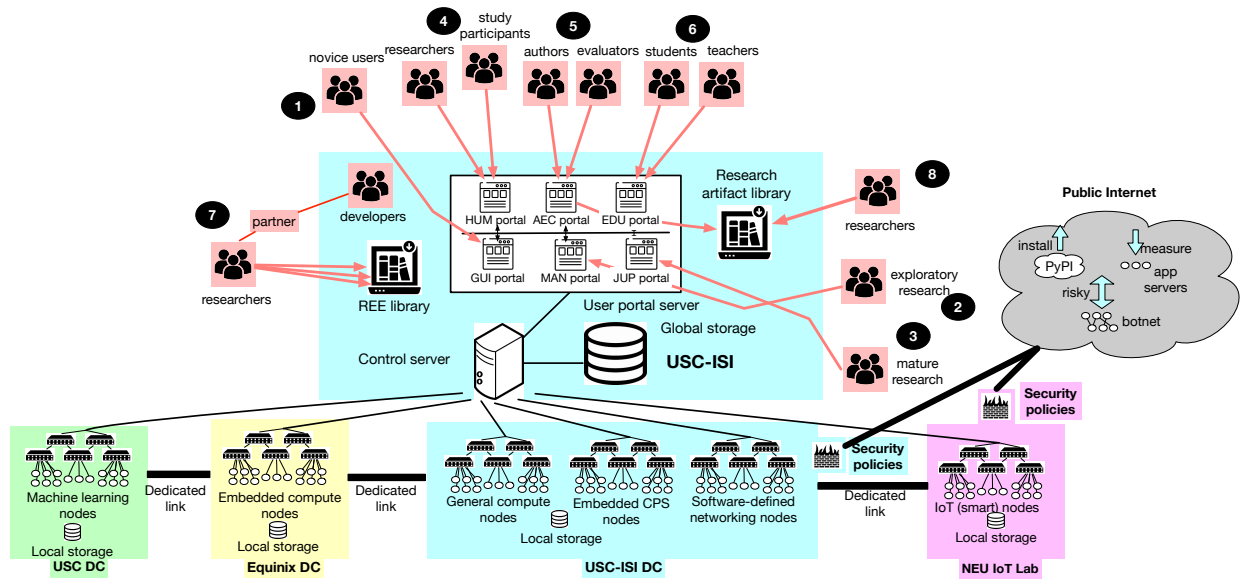 4
study
participants
5
6
researchers
authors
evaluators
students
teachers
novice users
1
8
Research
artifact library
researchers
7
partner
developers
researchers
REE library
HUM portal
AEC portal
EDU portal
GUI portal
MAN portal
JUP portal
User portal server
Global storage
Control server
USC-ISI
exploratory
research
2
3
mature
research
Public Internet
install
measure
PyPI
app
servers
risky
botnet
Security
policies
Security
policies
Machine learning
nodes
Local storage
USC DC
Dedicated
link
Embedded compute
nodes
Local storage
Equinix DC
Dedicated
link
General compute
nodes
Embedded CPS
nodes
Software-defined
networking nodes
Local storage
USC-ISI DC
Dedicated
link
IoT (smart) nodes
Local storage
NEU IoT Lab